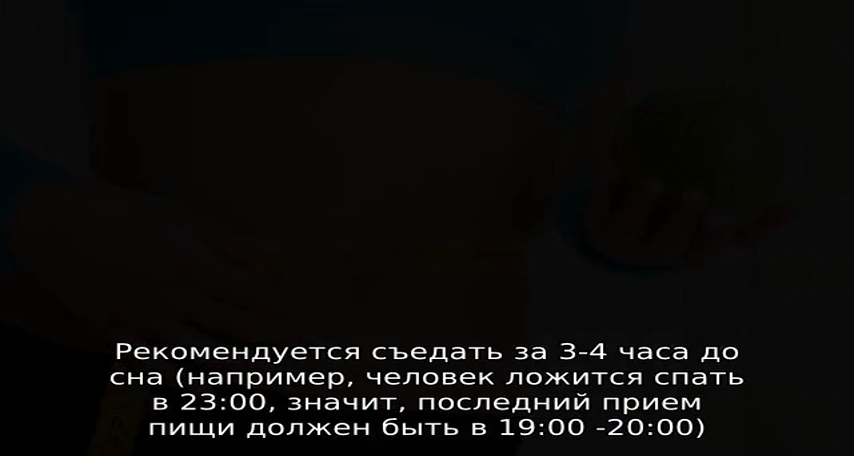 Рекомендуется съедать за 3-4 часа до
сна (например, человек ложится спать
в 23:00, значит, последний прием
пищи должен быть в 19:00 -20:00)